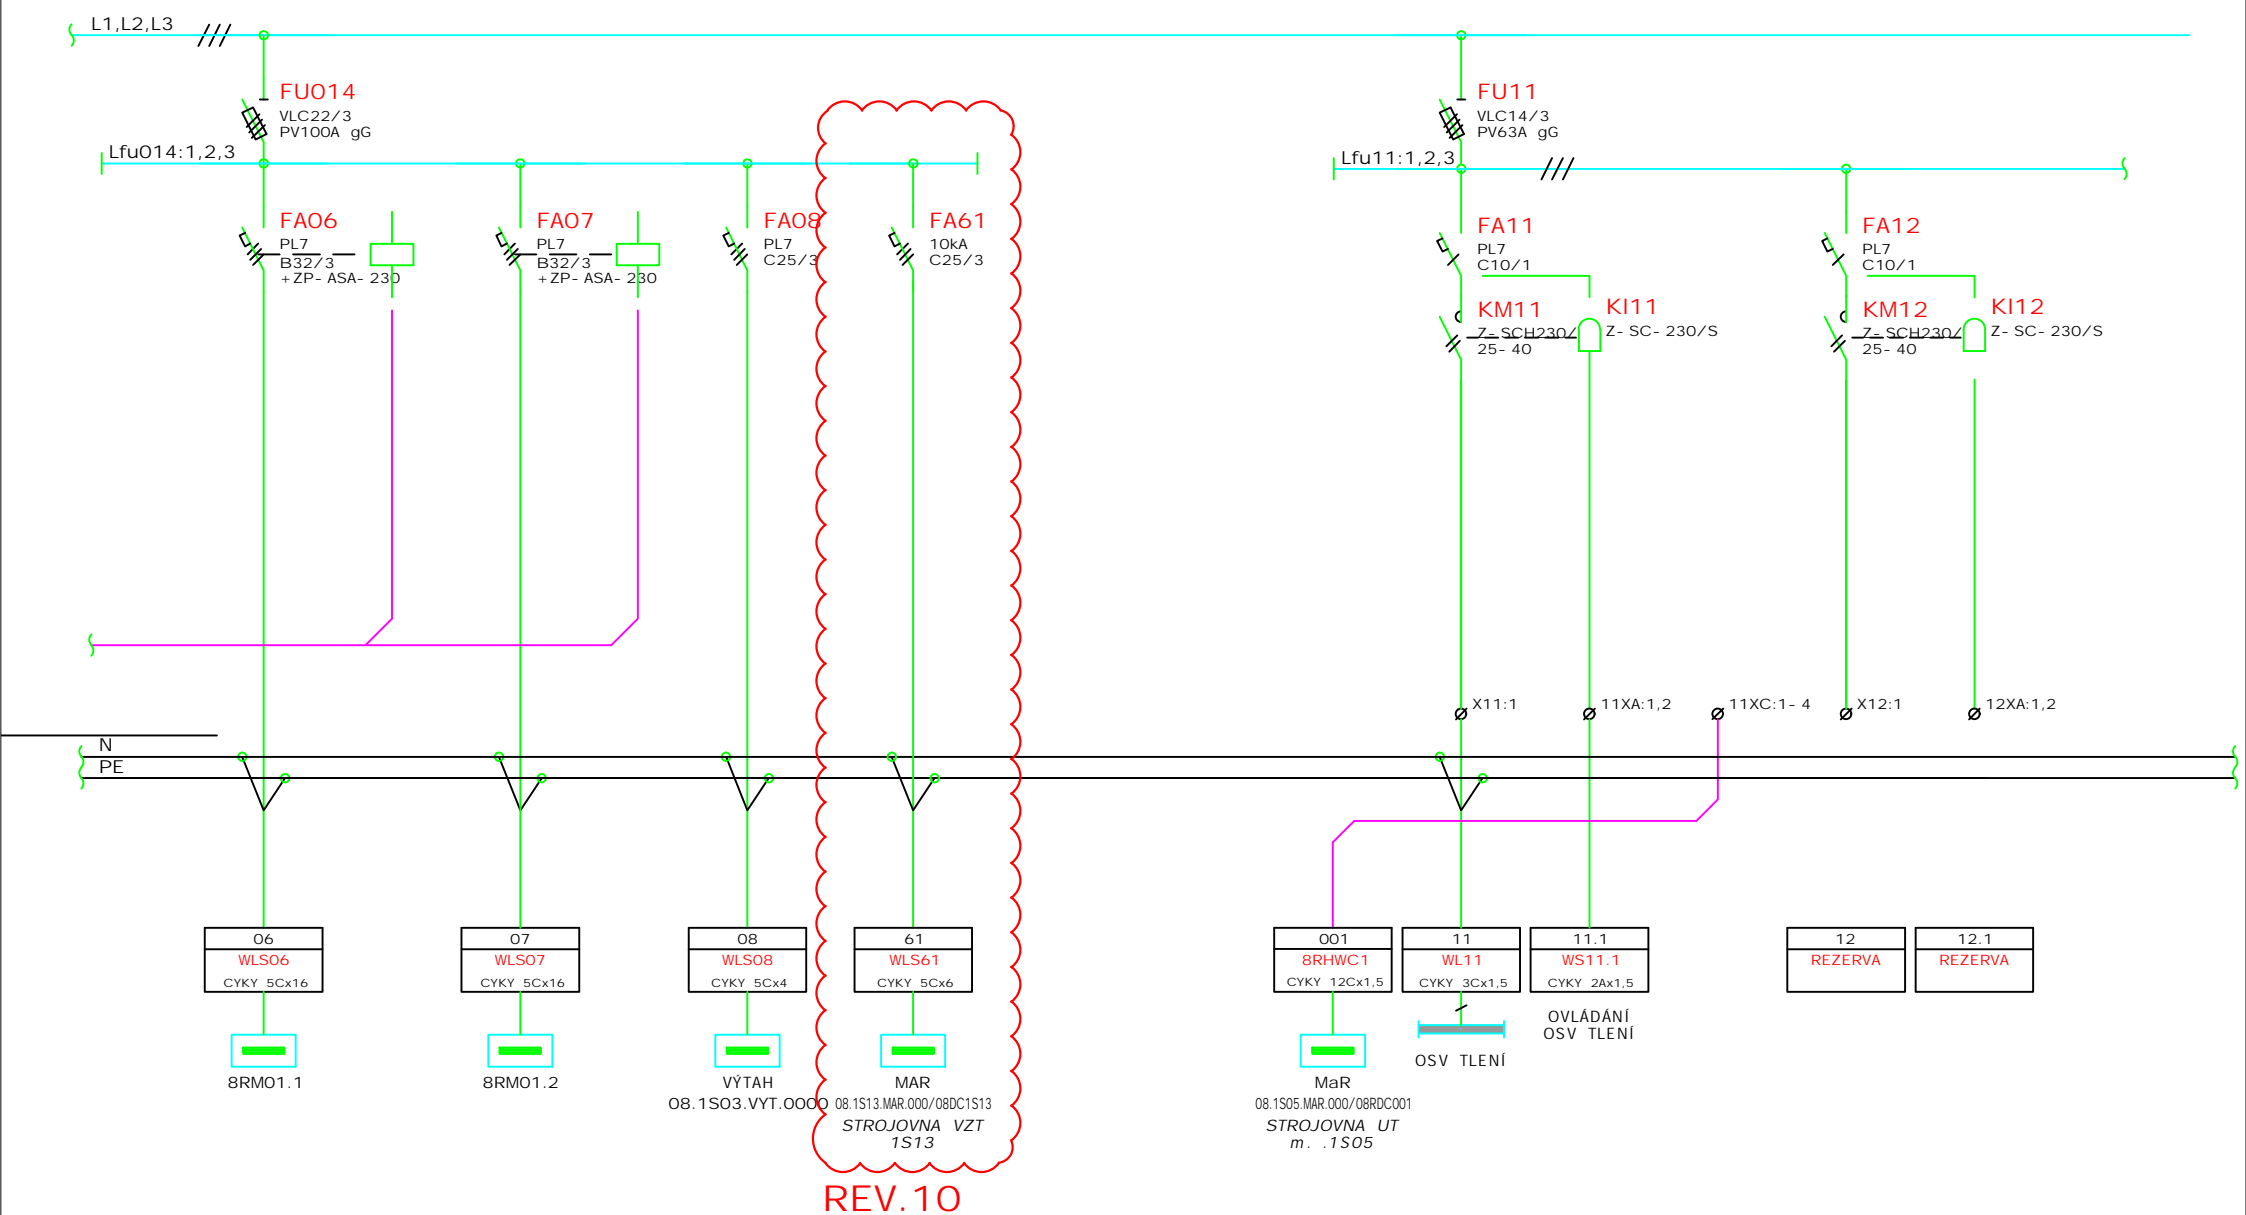 L1,L2,L3
FU014
VLC22/3
PV100A gG
FU11
VLC14/3
PV63A gG
Lfu014:1,2,3
Lfu11:1,2,3
FA06
PL7
B32/3
+ZP-ASA-230
FA07
PL7
B32/3
+ZP-ASA-230
FA08
PL7
C25/3
FA61
10kA
C25/3
FA11
PL7
C10/1
FA12
PL7
C10/1
KM11
Z-SCH230/
25-40
KI11
Z-SC-230/S
KM12
Z-SCH230/
25-40
KI12
Z-SC-230/S
X11:1
11XA:1,2
11XC:1-4
X12:1
12XA:1,2
N
PE
06
WLS06
CYKY 5Cx16
07
WLS07
CYKY 5Cx16
08
WLS08
CYKY 5Cx4
61
WLS61
CYKY 5Cx6
001
8RHWC1
CYKY 12Cx1,5
11
WL11
CYKY 3Cx1,5
11.1
WS11.1
CYKY 2Ax1,5
12
REZERVA
12.1
REZERVA
8RM01.1
8RM01.2
VÝTAH
08.1S03.VYT.0000
MAR
08.1S13.MAR.000/08DC1S13
STROJOVNA VZT
1S13
MaR
08.1S05.MAR.000/08RDC001
STROJOVNA UT
m. .1S05
OSV TLENÍ
OVLÁDÁNÍ
OSV TLENÍ
REV.10